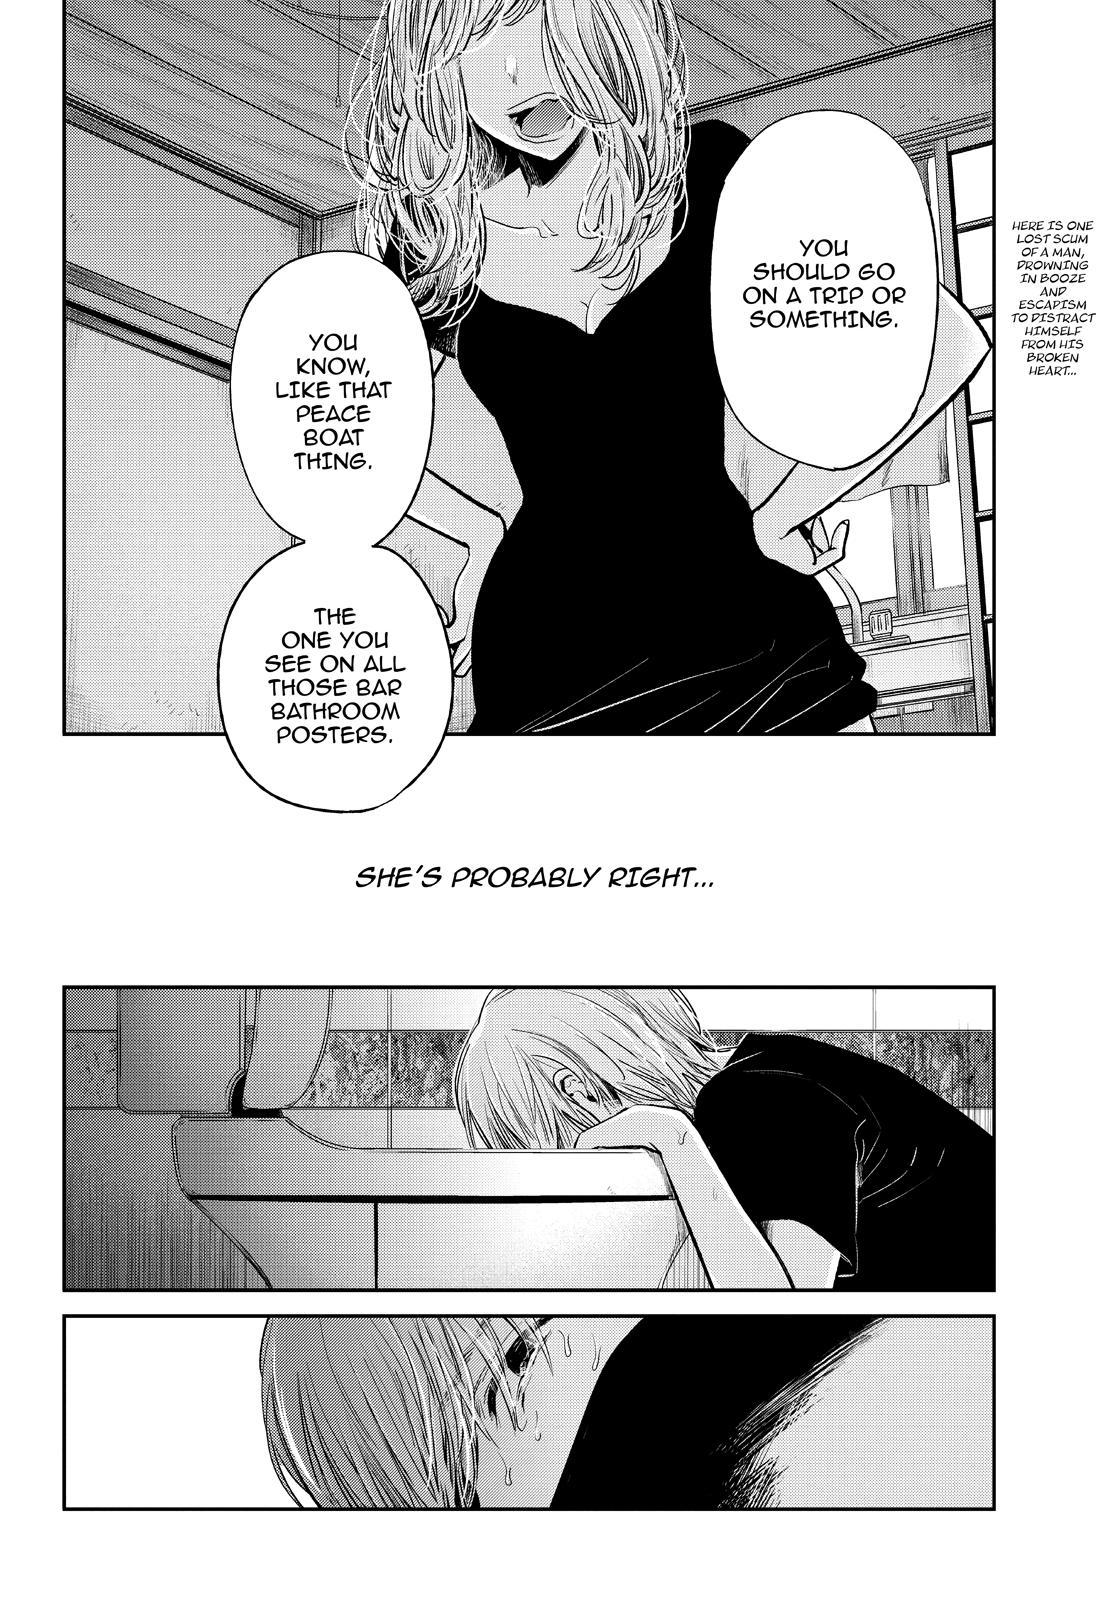 HERE IS ONE
LOST SCUM
OF A MAN,
DROWNING
IN BOOZE
AND
ESCAPISM
TO DISTRACT
HIMSELF
FROM HIS
BROKEN
HEART...
YOU
SHOULD GO
ON A TRIP OR
SOMETHING.
YOU
KNOW,
LIKE THAT
PEACE
BOAT
THING.
THE
ONE YOU
SEE ON ALL
THOSE BAR
BATHROOM
POSTERS.
SHE'S PROBABLY RIGHT...